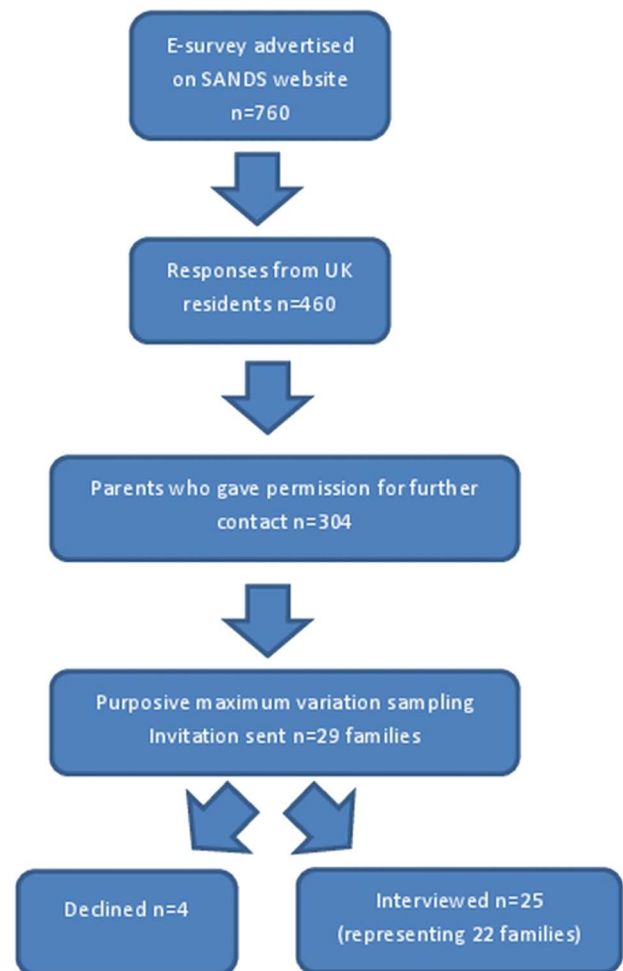 E-survey advertised
on SANDS website
n=760
Responses from UK
residents n=460
Parents who gave permission for further
contact n=304
Purposive maximum variation sampling
Invitation sent n=29 families
Declined n=4
Interviewed n=25
(representing 22 families)